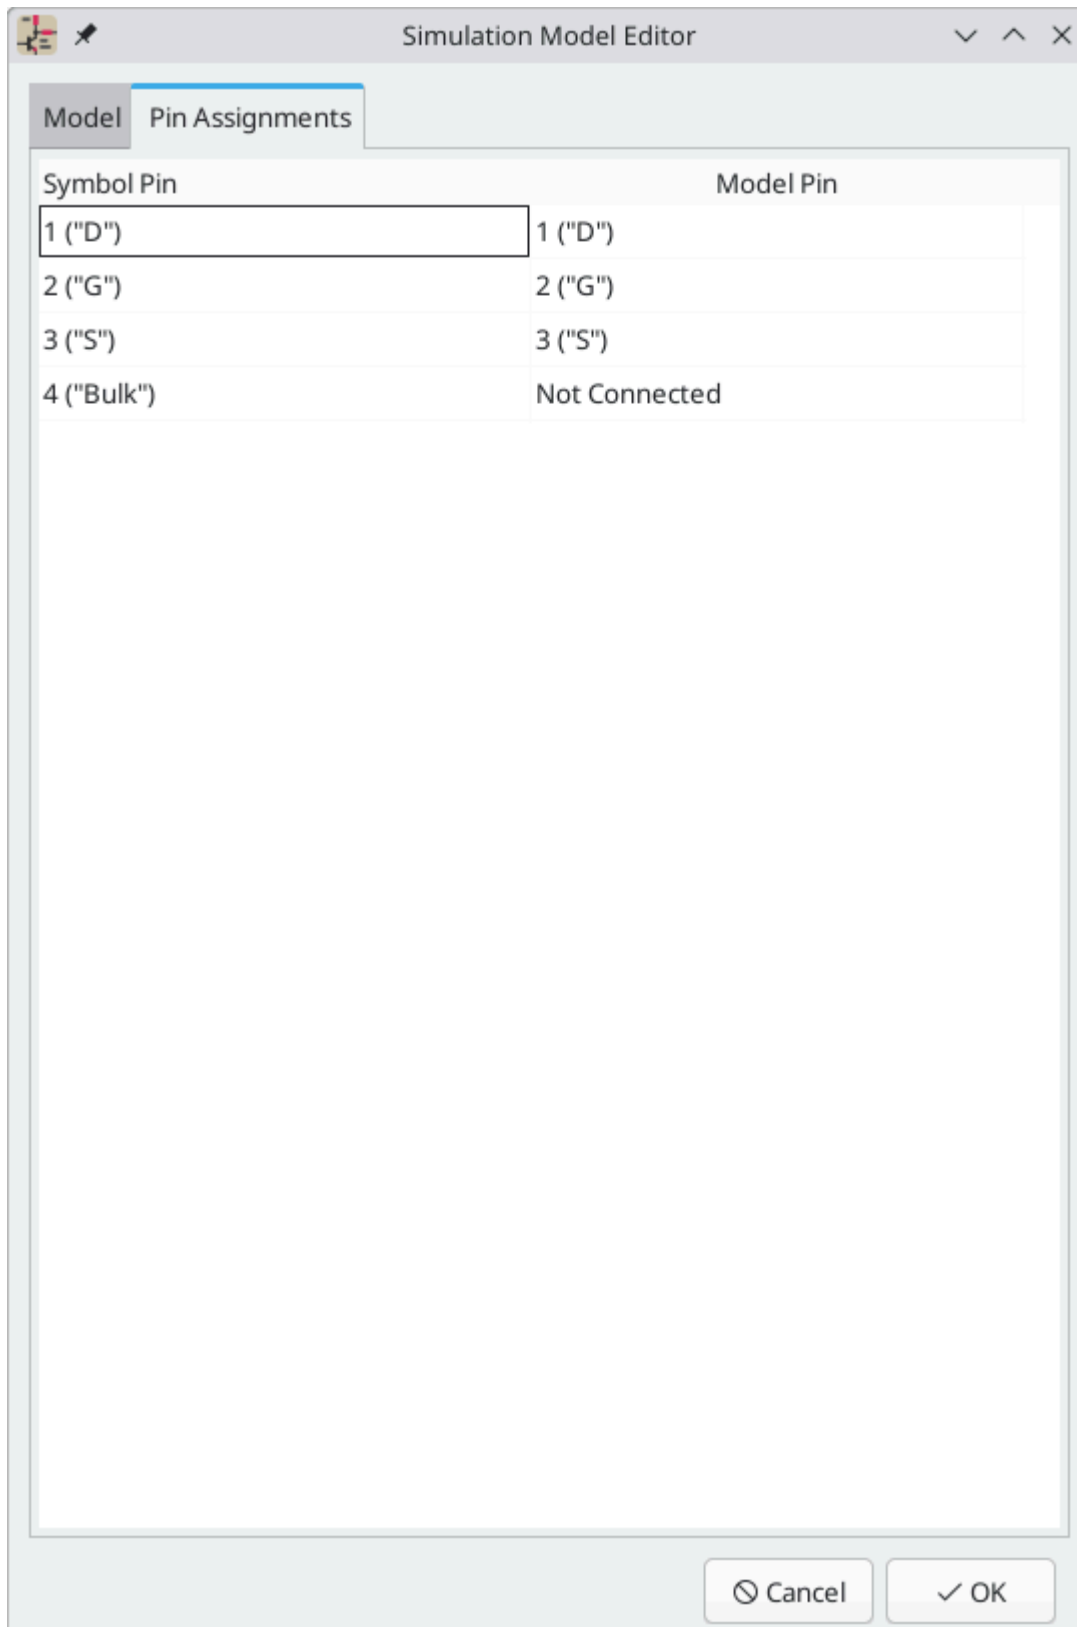 Simulation Model Editor
Model Pin Assignments
Symbol Pin Model Pin
1 ("D") 1 ("D")
2 ("G") 2 ("G")
3 ("S") 3 ("S")
4 ("Bulk") Not Connected
Cancel OK